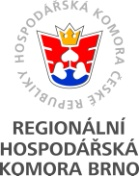 HOSPODÁŘSKÁ KOMORA ČESKÉ REPUBLIKY
REGIONÁLNÍ
HOSPODÁŘSKÁ
KOMORA BRNO